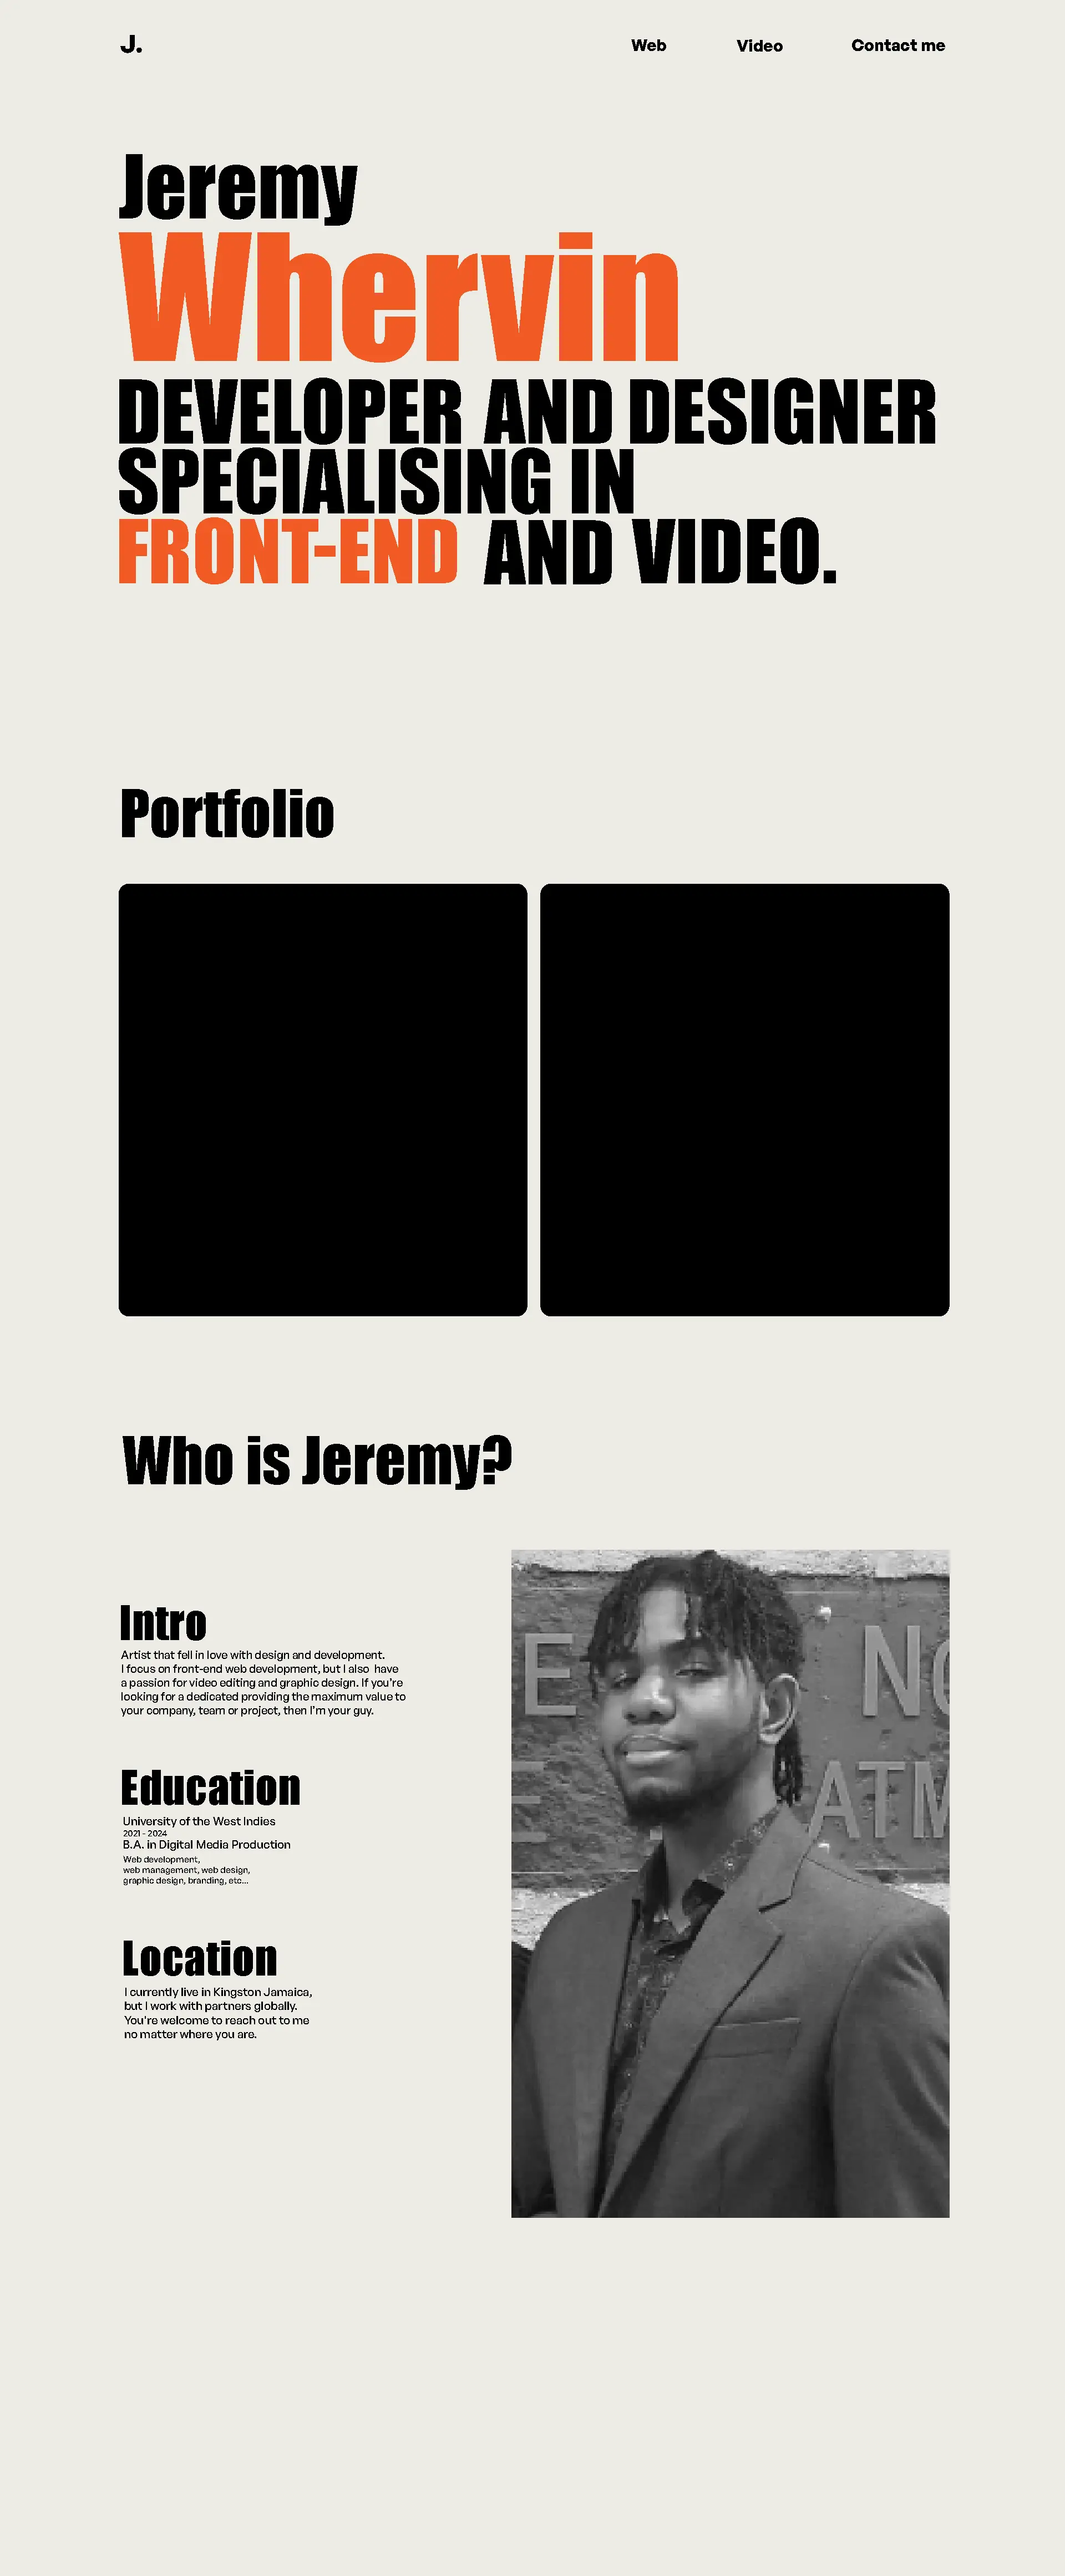 J.
Web Video Contact me
Jeremy
Whervin
DEVELOPER AND DESIGNER
SPECIALISING IN
FRONT-END AND VIDEO.
Portfolio
Who is Jeremy?
Intro
Artist that fell in love with design and development.
I focus on front-end web development, but I also have
a passion for video editing and graphic design. If you're
looking for a dedicated providing the maximum value to
your company, team or project, then I'm your guy.
Education
University of the West Indies
2021 - 2024
B.A. in Digital Media Production
Web development,
web management, web design,
graphic design, branding, etc...
Location
I currently live in Kingston Jamaica,
but I work with partners globally.
You're welcome to reach out to me
no matter where you are.
E NO
ATM